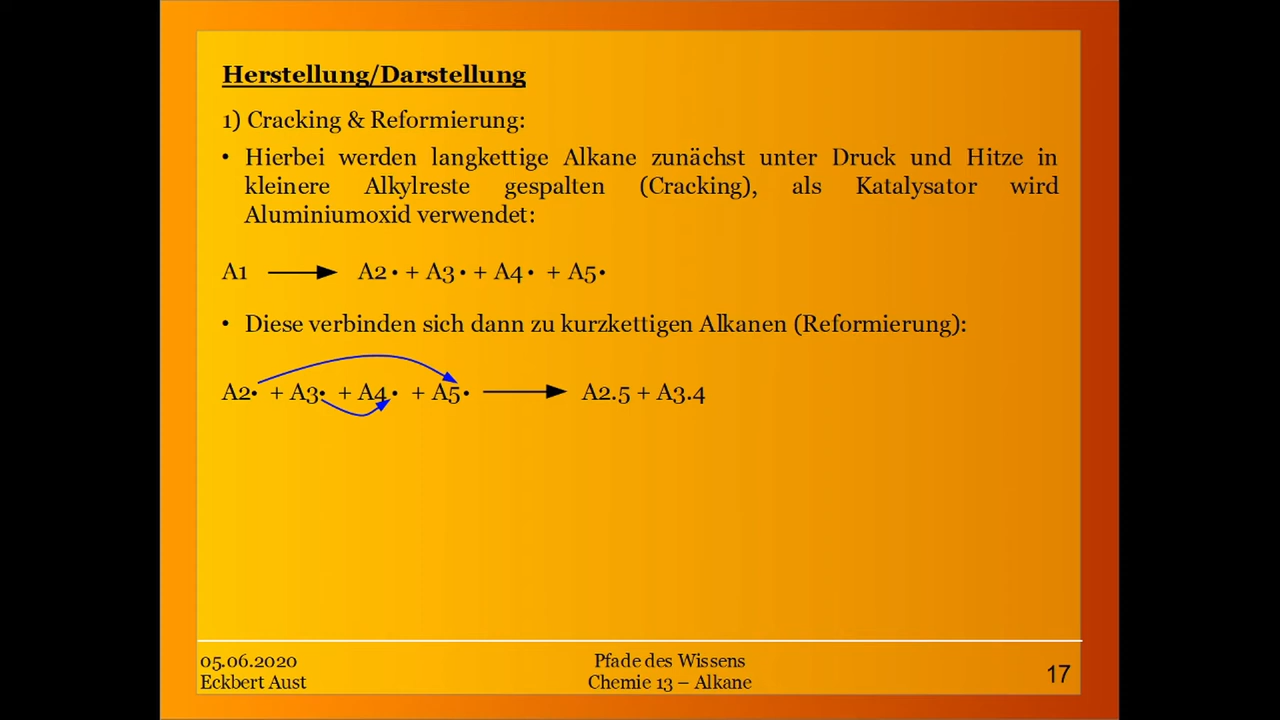 Herstellung/Darstellung
1) Cracking & Reformierung:
• Hierbei werden langkettige Alkane zunächst unter Druck und Hitze in
kleinere Alkylreste gespalten (Cracking), als Katalysator wird
Aluminiumoxid verwendet:
A1 → A2• + A3• + A4• + A5•
• Diese verbinden sich dann zu kurzkettigen Alkanen (Reformierung):
A2• + A3• + A4• + A5• → A2.5 + A3.4
05.06.2020
Eckbert Aust
Pfade des Wissens
Chemie 13 – Alkane
17